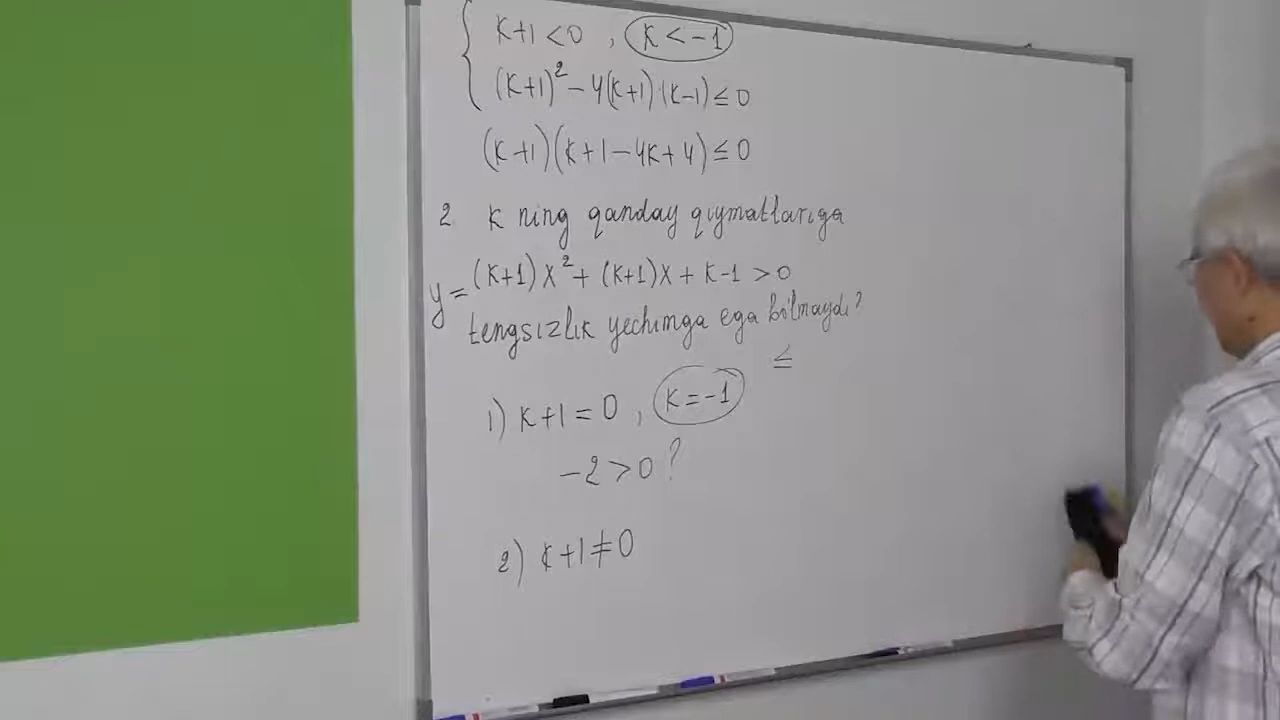 k+1 < 0 , k < -1
(k+1)² - 4(k+1)·(k-1) ≤ 0
(k+1)(k+1-4k+4) ≤ 0
2. k ning qanday qiymatlariga
y = (k+1)x² + (k+1)x + k-1 > 0
tengsizlik yechimga ega bo'lmaydi?
≤
1) k+1 = 0 , k = -1
-2 > 0 ?
2) k+1 ≠ 0